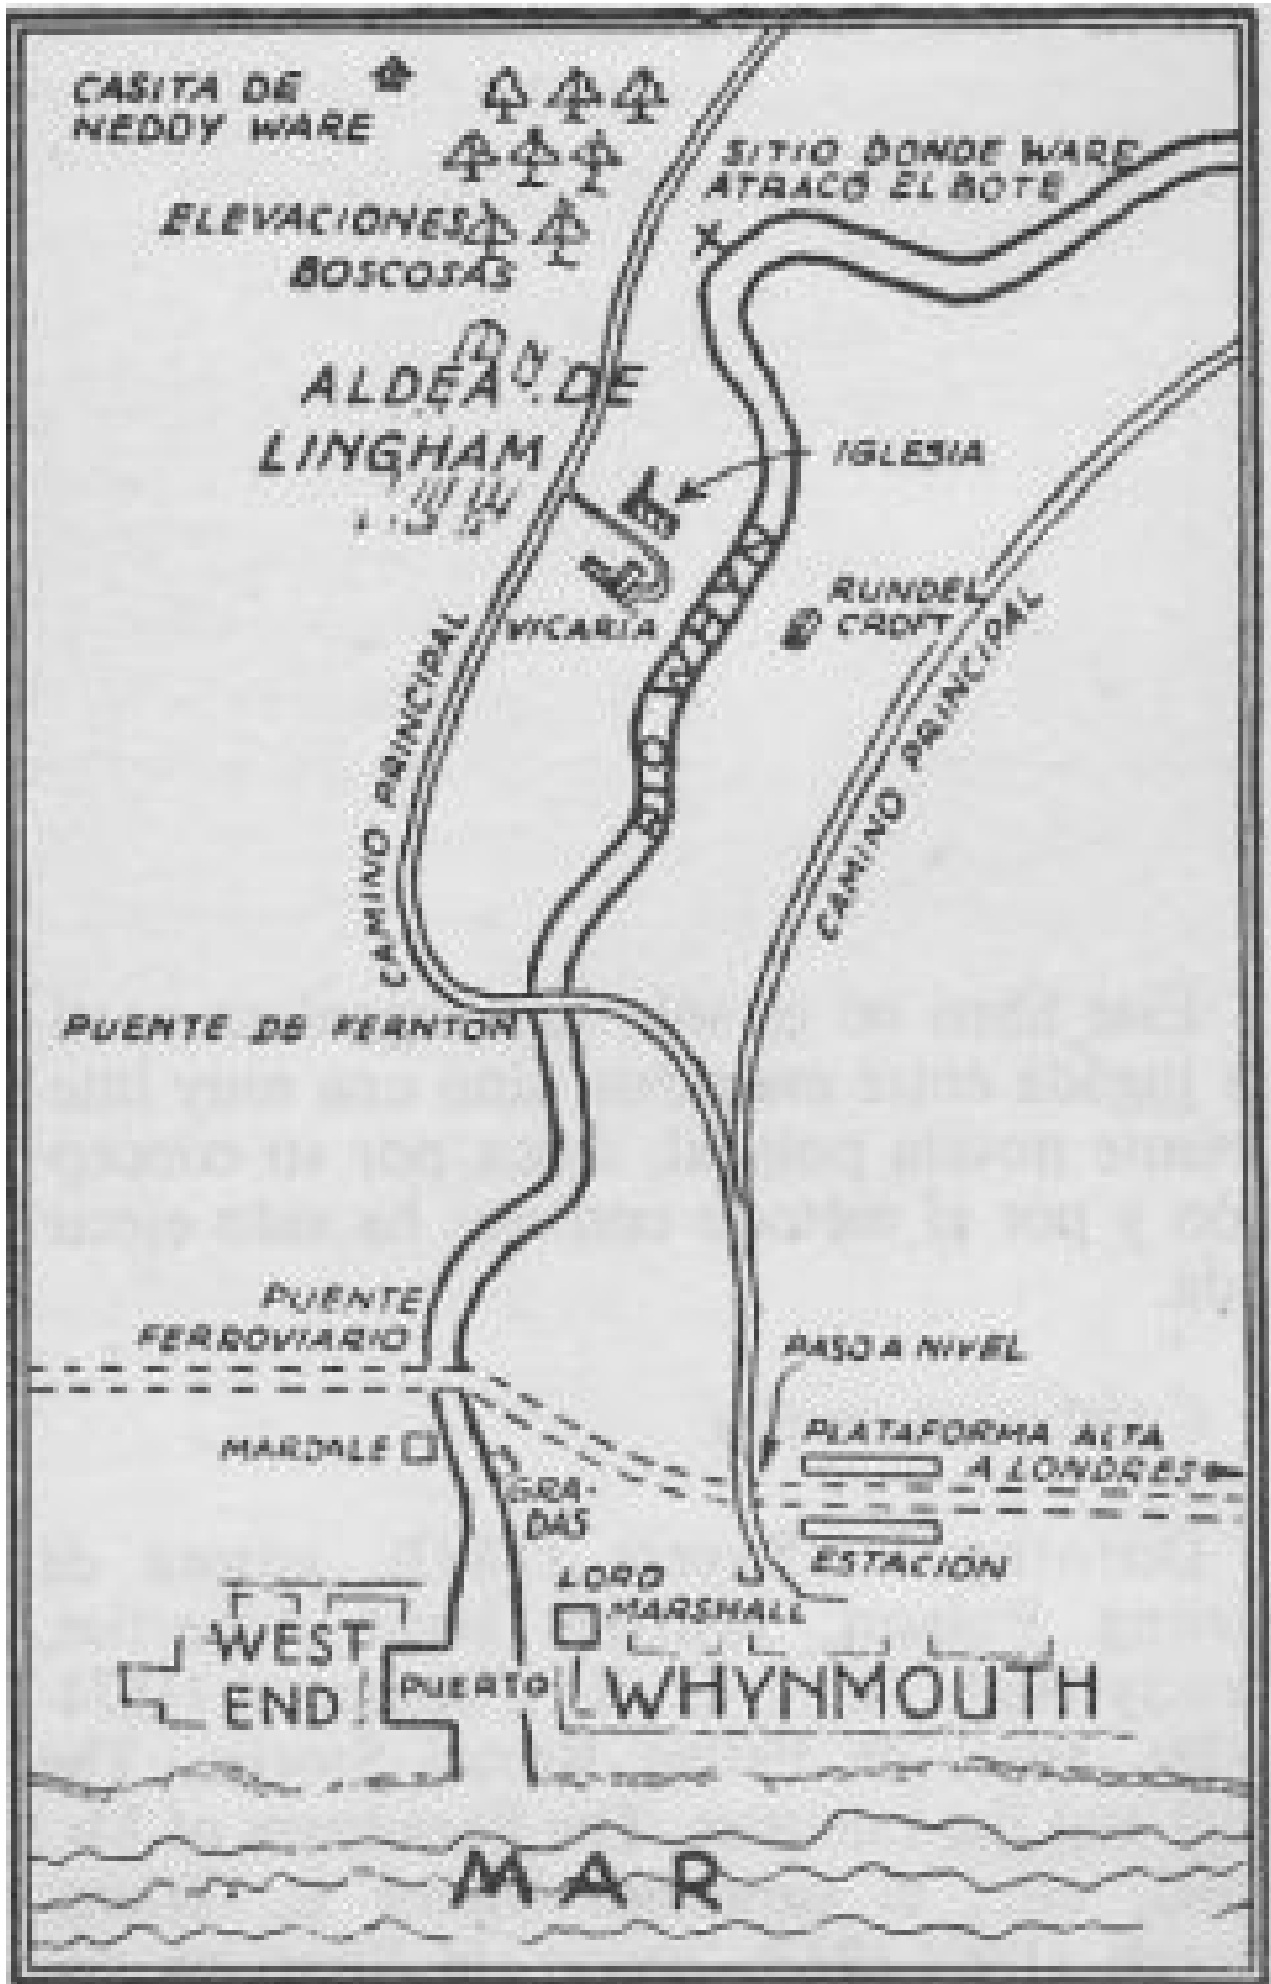 CASITA DE
NEDDY WARE
SITIO DONDE WARE
ATRACO EL BOTE
ELEVACIONES
BOSCOSAS
ALDEA DE
LINGHAM
IGLESIA
VICARIA
RUNDEL
CROFT
RIO WHYN
CAMINO PRINCIPAL
CAMINO PRINCIPAL
PUENTE DE FERNTON
PUENTE
FERROVIARIO
PASO A NIVEL
MARDALE
PLATAFORMA ALTA
A LONDRES
GRA-
DAS
ESTACIÓN
LORD
MARSHALL
WEST
END
PUERTO
WHYNMOUTH
MAR